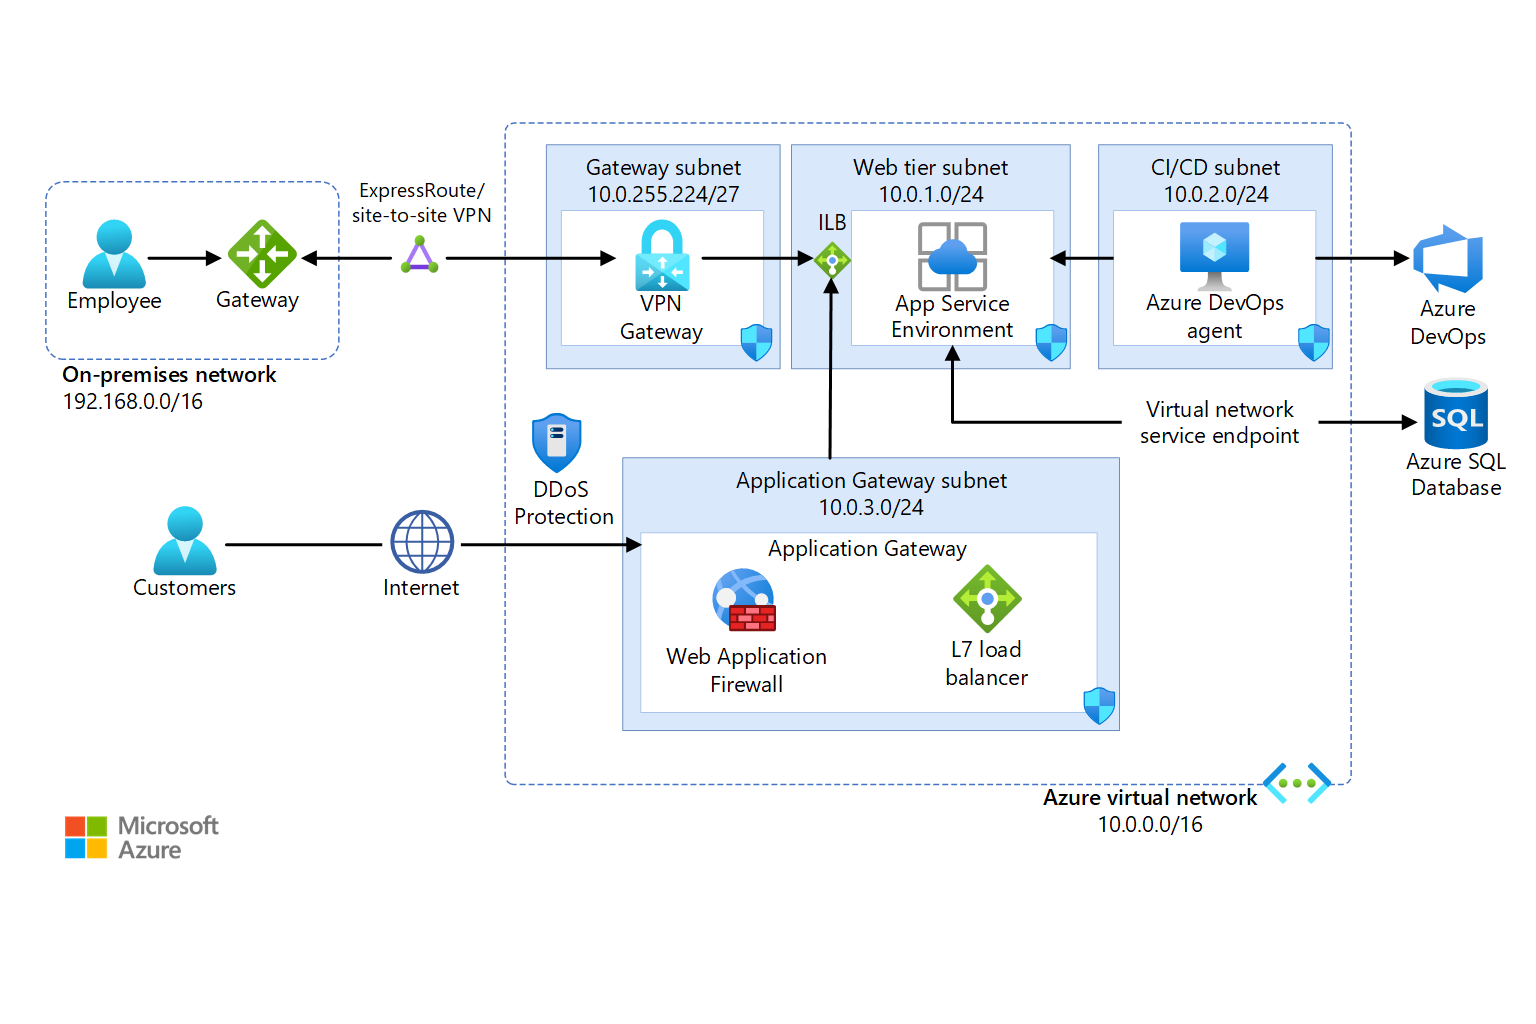 Gateway subnet
10.0.255.224/27
Web tier subnet
10.0.1.0/24
CI/CD subnet
10.0.2.0/24
ExpressRoute/
site-to-site VPN
ILB
Employee
Gateway
VPN
Gateway
App Service
Environment
Azure DevOps
agent
Azure
DevOps
On-premises network
192.168.0.0/16
Virtual network
service endpoint
SQL
Azure SQL
Database
DDoS
Protection
Application Gateway subnet
10.0.3.0/24
Customers
Internet
Application Gateway
Web Application
Firewall
L7 load
balancer
Azure virtual network
10.0.0.0/16
Microsoft
Azure